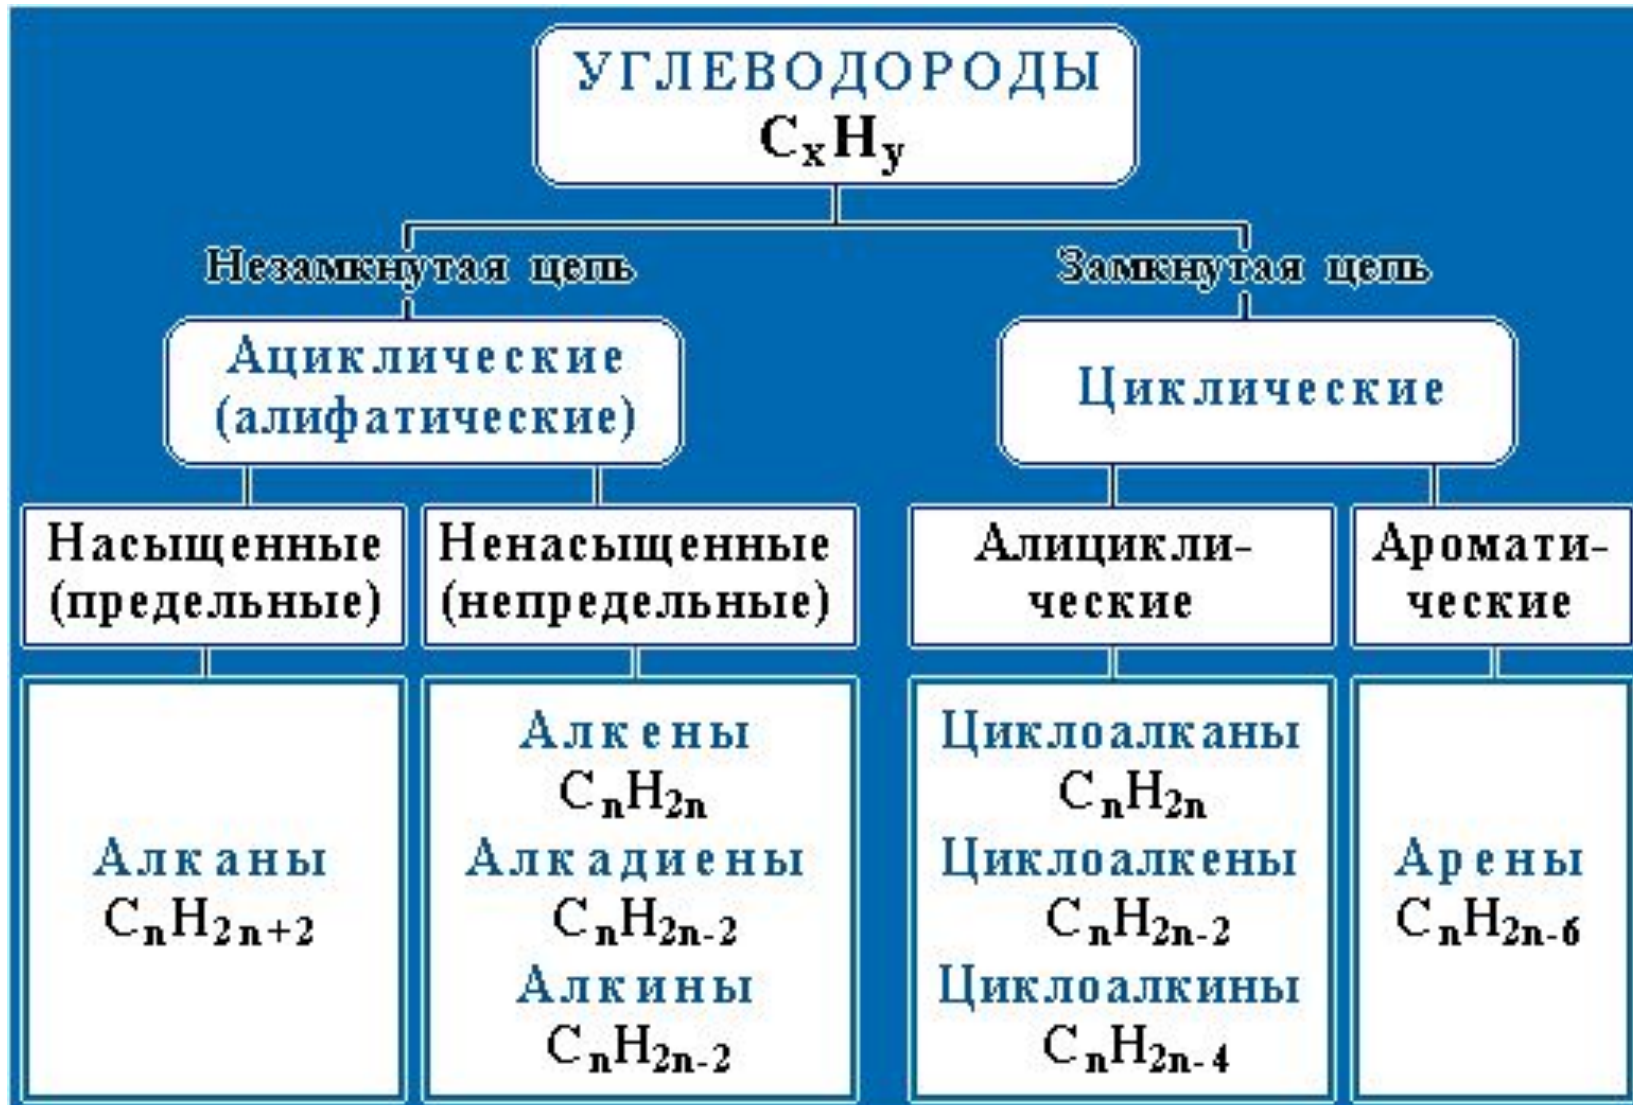 УГЛЕВОДОРОДЫ
CxHy
Незамкнутая цепь
Замкнутая цепь
Ациклические
(алифатические)
Циклические
Насыщенные
(предельные)
Ненасыщенные
(непредельные)
Алицикли-
ческие
Аромати-
ческие
Алканы
CnH2n+2
Алкены
CnH2n
Алкадиены
CnH2n-2
Алкины
CnH2n-2
Циклоалканы
CnH2n
Циклоалкены
CnH2n-2
Циклоалкины
CnH2n-4
Арены
CnH2n-6